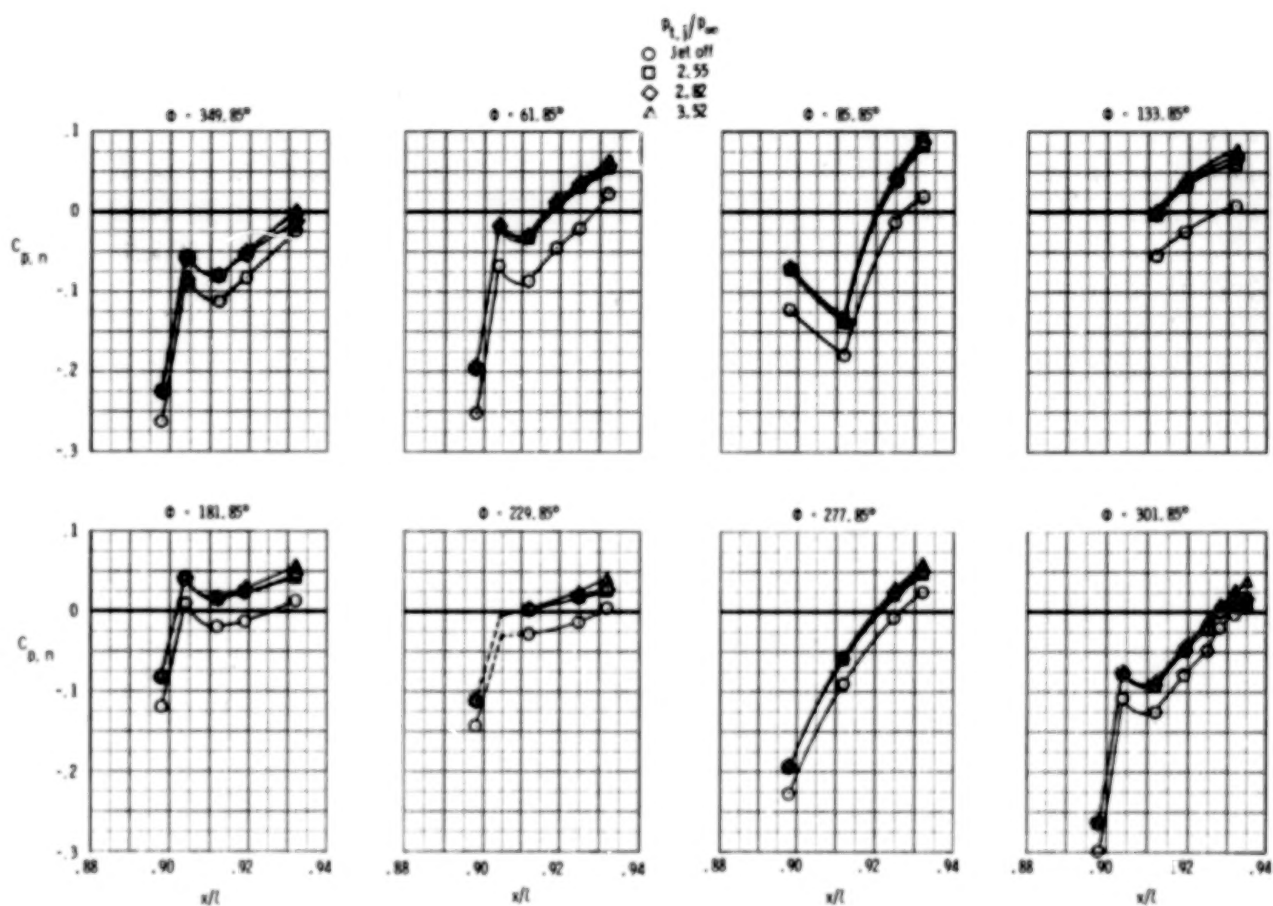 p_t,j/p_∞
Jet off
2.55
2.82
3.52
Φ - 349.85°
Φ - 61.85°
Φ - 85.85°
Φ - 133.85°
.1
0
C_p,n
-.1
-.2
-.3
Φ - 181.85°
Φ - 229.85°
Φ - 277.85°
Φ - 301.85°
.1
0
C_p,n
-.1
-.2
-.3
.88 .90 .92 .94 .88 .90 .92 .94 .88 .90 .92 .94 .88 .90 .92 .94
x/l x/l x/l x/l